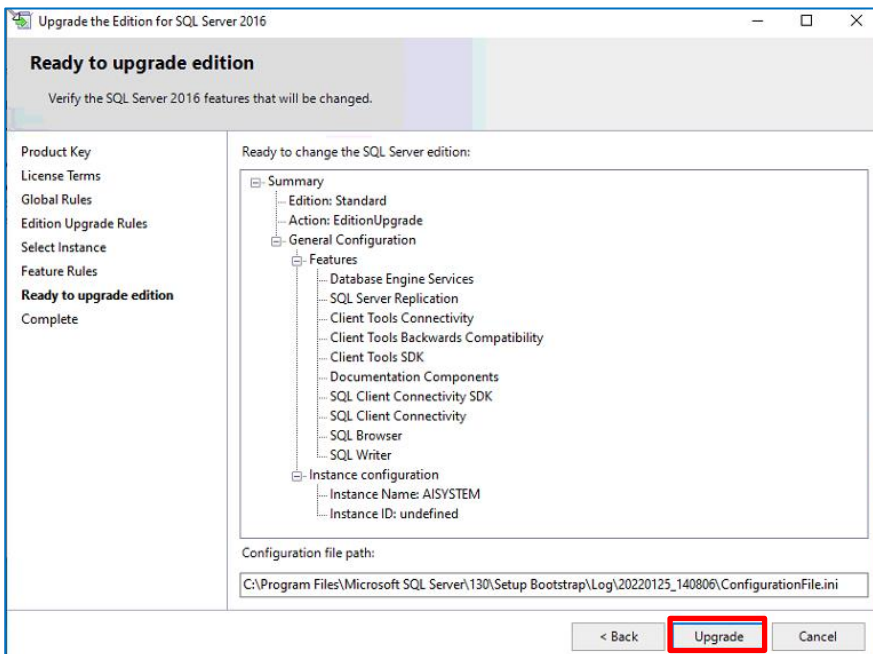 Upgrade the Edition for SQL Server 2016
Ready to upgrade edition
Verify the SQL Server 2016 features that will be changed.
Product Key
License Terms
Global Rules
Edition Upgrade Rules
Select Instance
Feature Rules
Ready to upgrade edition
Complete
Ready to change the SQL Server edition:
Summary
Edition: Standard
Action: EditionUpgrade
General Configuration
Features
Database Engine Services
SQL Server Replication
Client Tools Connectivity
Client Tools Backwards Compatibility
Client Tools SDK
Documentation Components
SQL Client Connectivity SDK
SQL Client Connectivity
SQL Browser
SQL Writer
Instance configuration
Instance Name: AISYSTEM
Instance ID: undefined
Configuration file path:
C:\Program Files\Microsoft SQL Server\130\Setup Bootstrap\Log\20220125_140806\ConfigurationFile.ini
< Back Upgrade Cancel